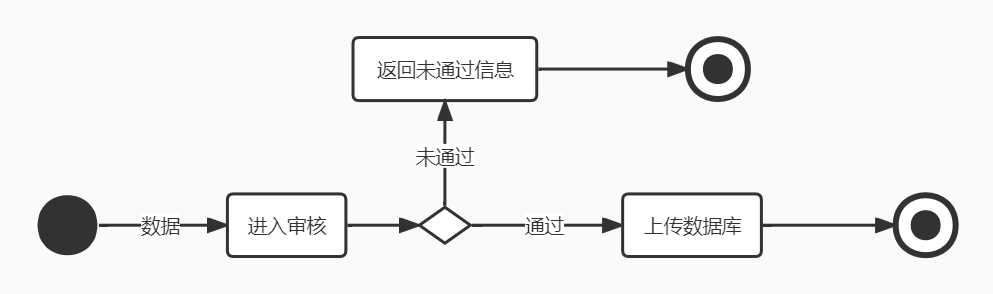 返回未通过信息
未通过
数据
进入审核
通过
上传数据库